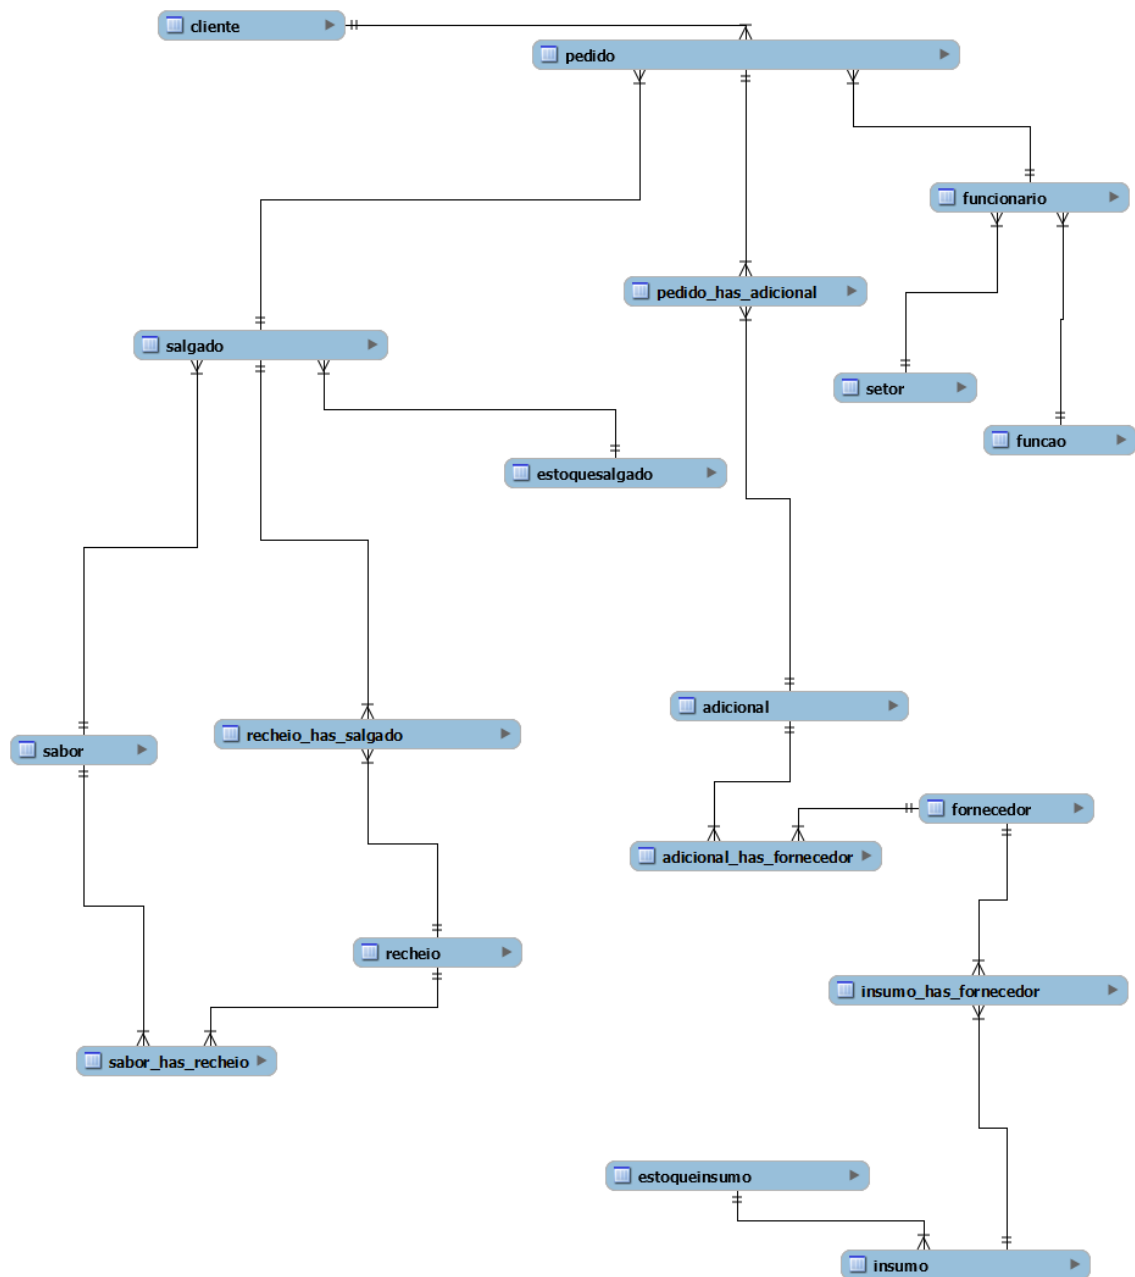 cliente
pedido
funcionario
pedido_has_adicional
salgado
setor
funcao
estoquesalgado
adicional
recheio_has_salgado
sabor
fornecedor
adicional_has_fornecedor
recheio
insumo_has_fornecedor
sabor_has_recheio
estoqueinsumo
insumo